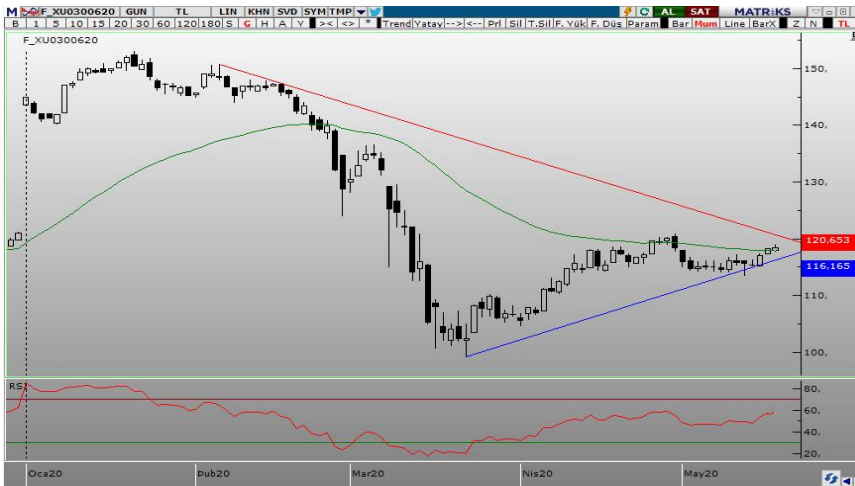 M F_XU0300620 GUN TL LIN KHN SVD SYM TMP C AL SAT MATRiKS
B 1 5 10 15 20 30 60 120 180 S G H A Y >< <> * Trend Yatay --> <-- Prl Sil T.Sil F. Yük F. Düş Param Bar Mum Line BarX Z N TL
F_XU0300620
150,
140,
130,
120,653
116,165
110,
100,
RSI
80,
60,
40,
20,
Oca20 Þub20 Mar20 Nis20 May20